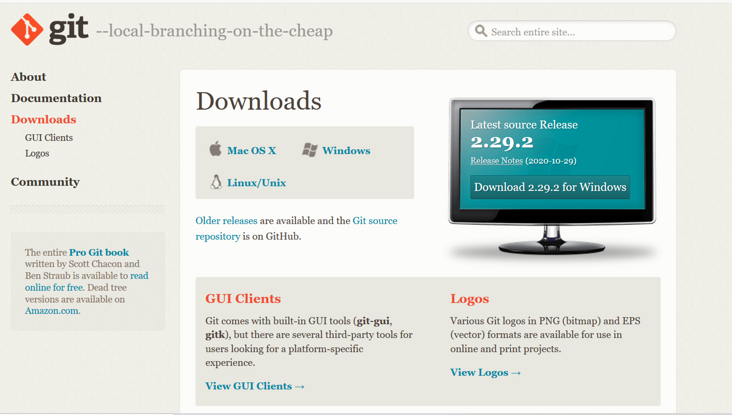 git --local-branching-on-the-cheap
Search entire site...
About
Documentation
Downloads
GUI Clients
Logos
Community
The entire Pro Git book
written by Scott Chacon and
Ben Straub is available to read
online for free. Dead tree
versions are available on
Amazon.com.
Downloads
Mac OS X
Windows
Linux/Unix
Older releases are available and the Git source
repository is on GitHub.
Latest source Release
2.29.2
Release Notes (2020-10-29)
Download 2.29.2 for Windows
GUI Clients
Git comes with built-in GUI tools (git-gui,
gitk), but there are several third-party tools for
users looking for a platform-specific
experience.
View GUI Clients →
Logos
Various Git logos in PNG (bitmap) and EPS
(vector) formats are available for use in
online and print projects.
View Logos →